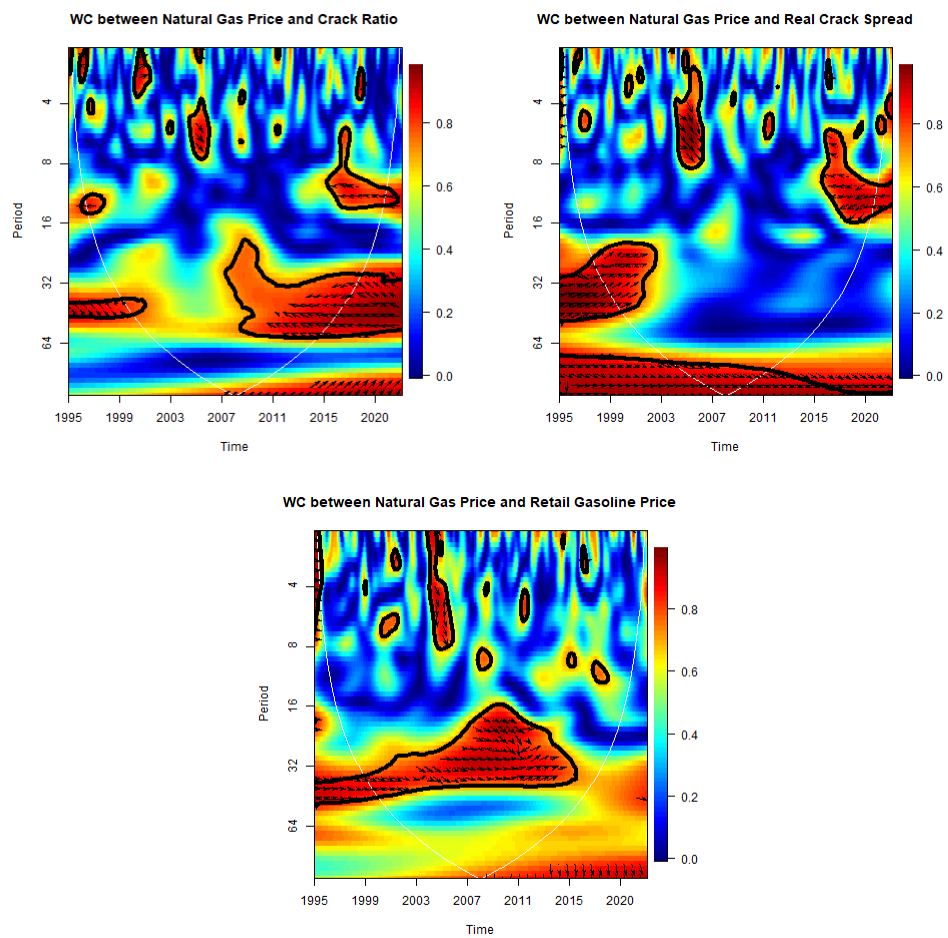 WC between Natural Gas Price and Crack Ratio
WC between Natural Gas Price and Real Crack Spread
Period
4
8
16
32
64
0.8
0.6
0.4
0.2
0.0
1995 1999 2003 2007 2011 2015 2020
Time
Period
4
8
16
32
64
0.8
0.6
0.4
0.2
0.0
1995 1999 2003 2007 2011 2015 2020
Time
WC between Natural Gas Price and Retail Gasoline Price
Period
4
8
16
32
64
0.8
0.6
0.4
0.2
0.0
1995 1999 2003 2007 2011 2015 2020
Time